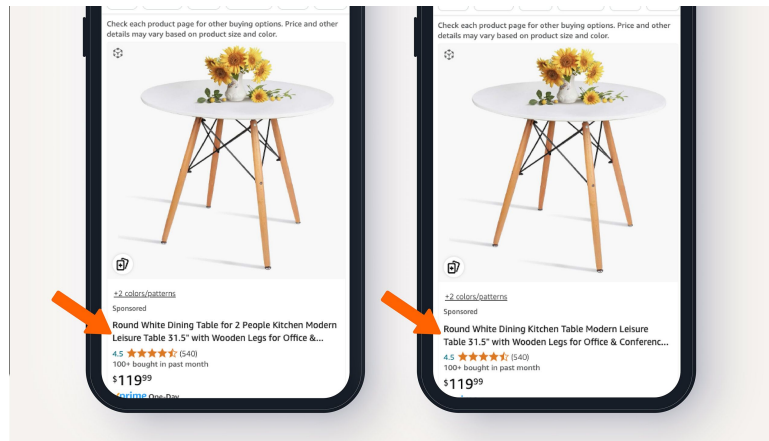 Check each product page for other buying options. Price and other
details may vary based on product size and color.
+2 colors/patterns
Sponsored
Round White Dining Table for 2 People Kitchen Modern
Leisure Table 31.5" with Wooden Legs for Office &...
4.5 (540)
100+ bought in past month
$119⁹⁹
prime One-Day
Check each product page for other buying options. Price and other
details may vary based on product size and color.
+2 colors/patterns
Sponsored
Round White Dining Kitchen Table Modern Leisure
Table 31.5" with Wooden Legs for Office & Conferenc...
4.5 (540)
100+ bought in past month
$119⁹⁹